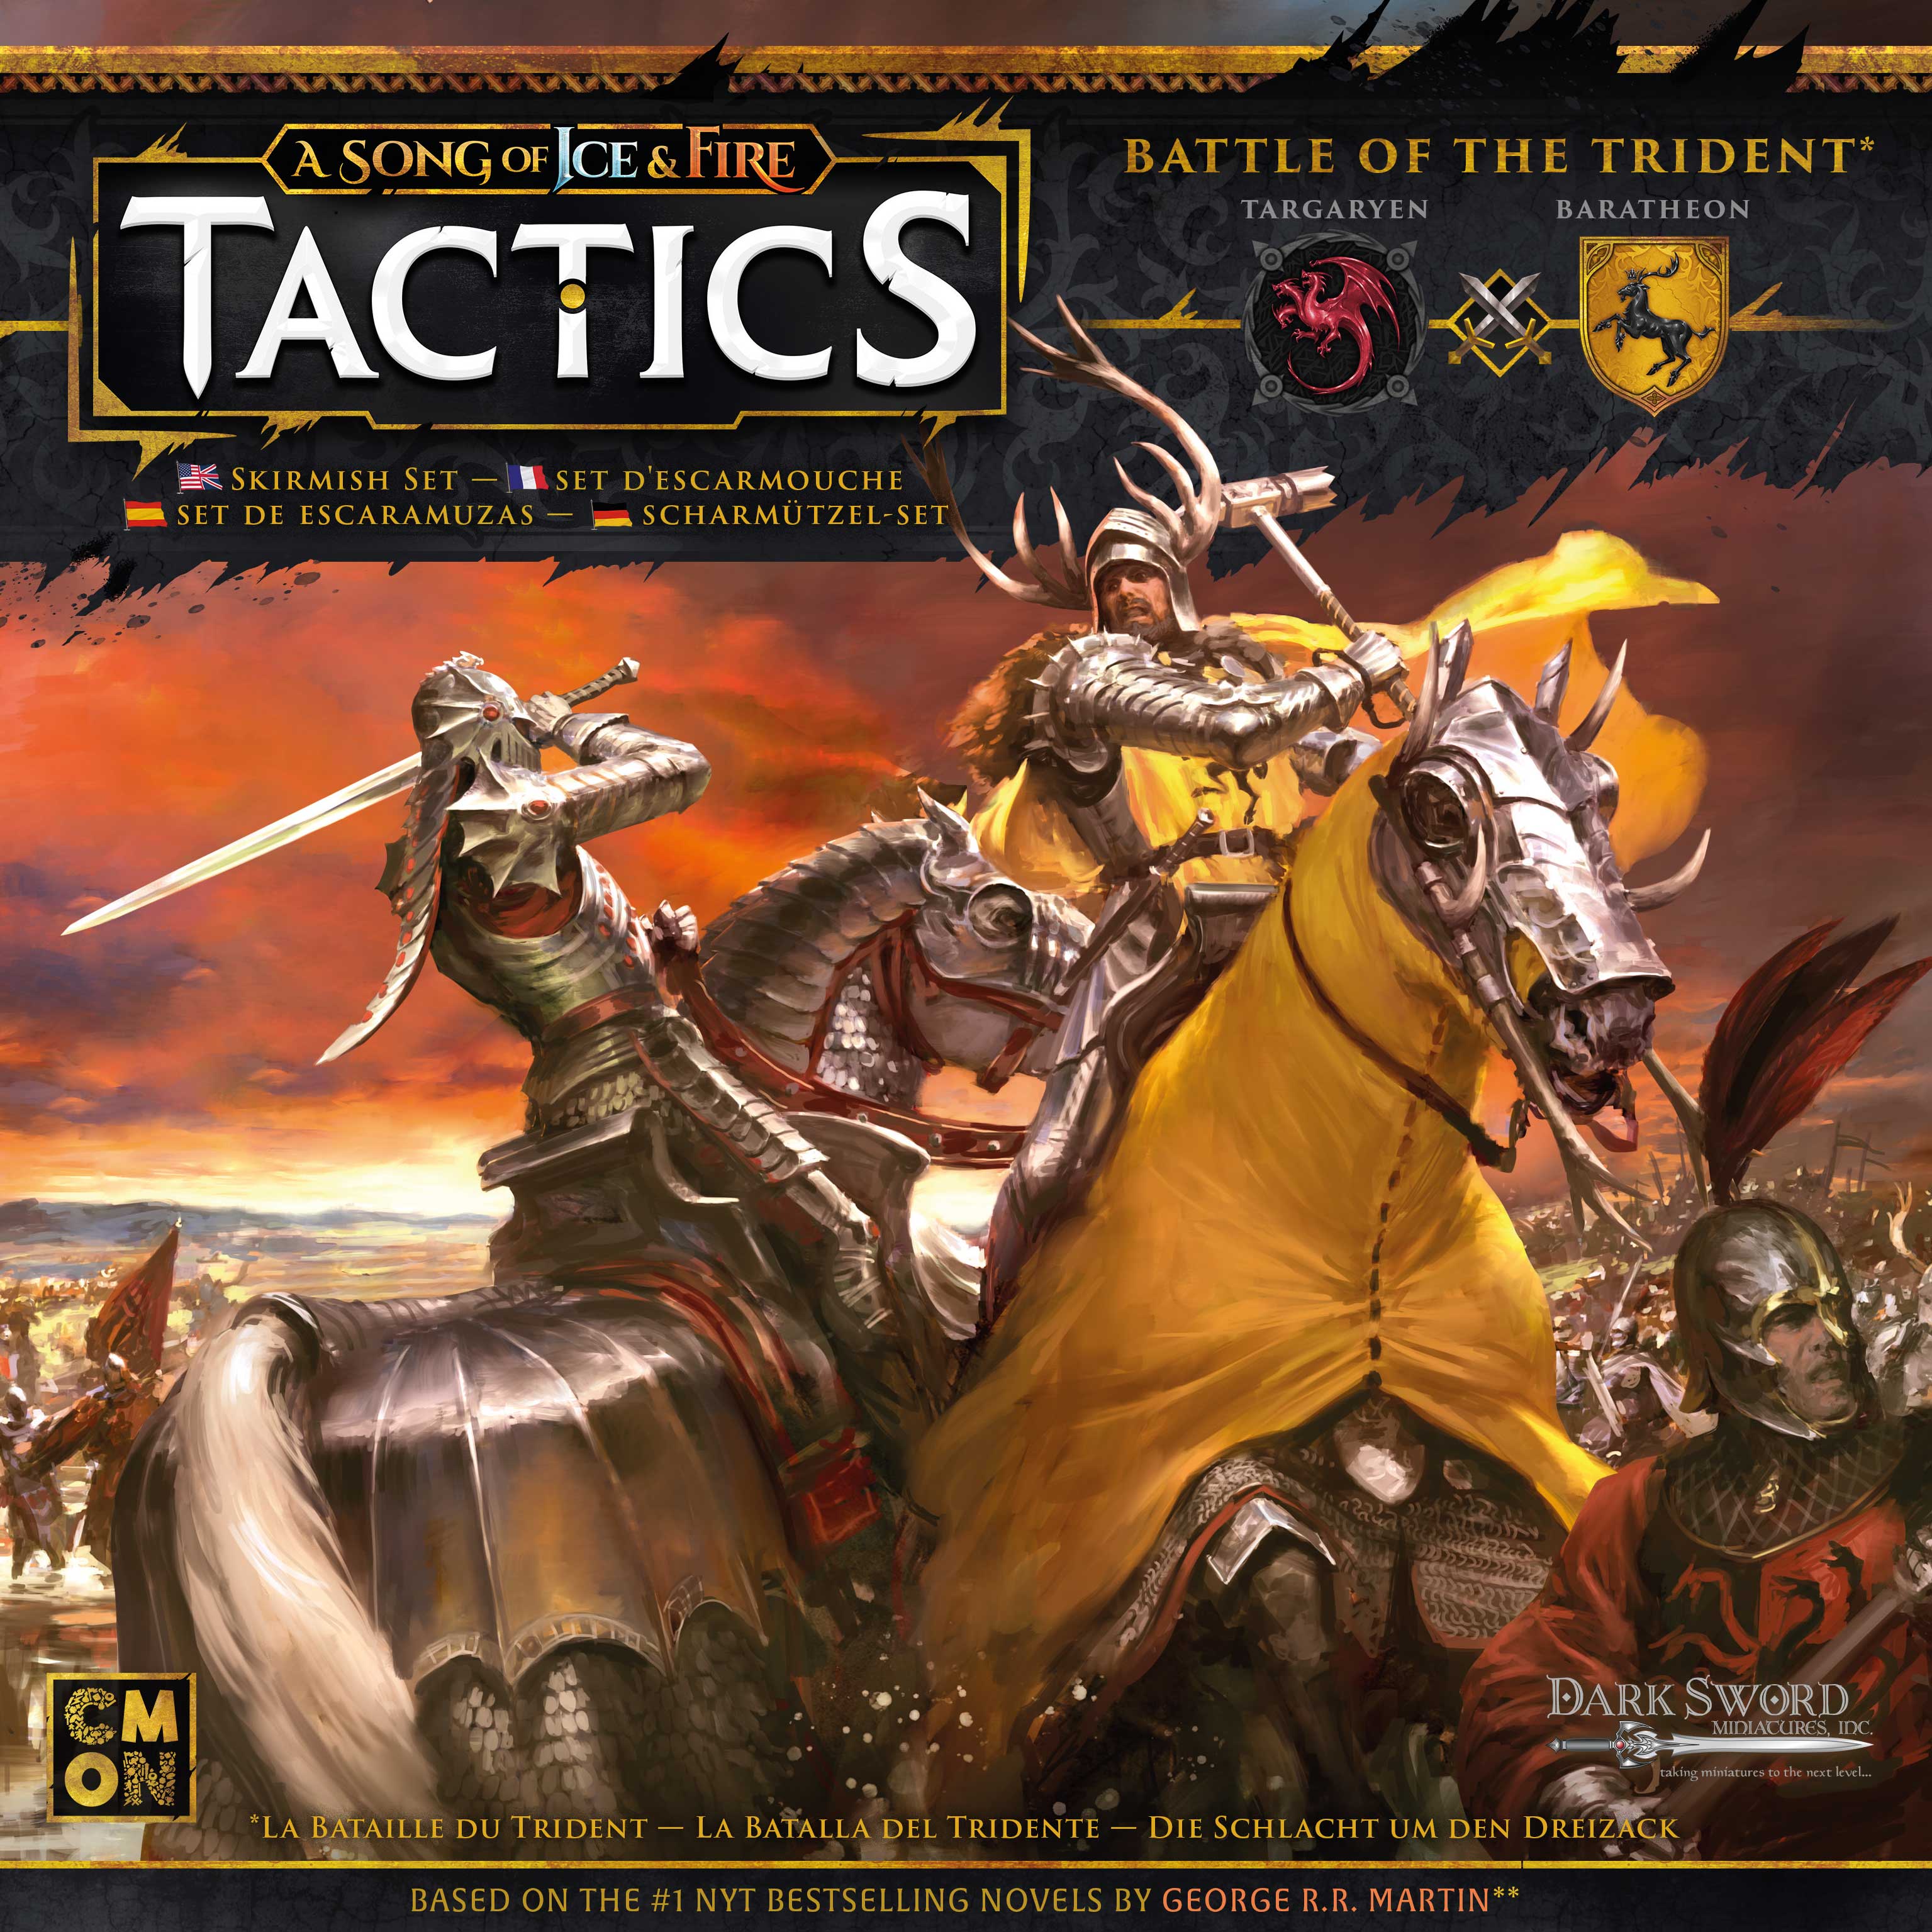 A SONG OF ICE & FIRE
TACTICS
BATTLE OF THE TRIDENT*
TARGARYEN
BARATHEON
SKIRMISH SET — SET D'ESCARMOUCHE
SET DE ESCARAMUZAS — SCHARMÜTZEL-SET
CMON
DARK SWORD
MINIATURES, INC.
taking miniatures to the next level...
*LA BATAILLE DU TRIDENT — LA BATALLA DEL TRIDENTE — DIE SCHLACHT UM DEN DREIZACK
BASED ON THE #1 NYT BESTSELLING NOVELS BY GEORGE R.R. MARTIN**